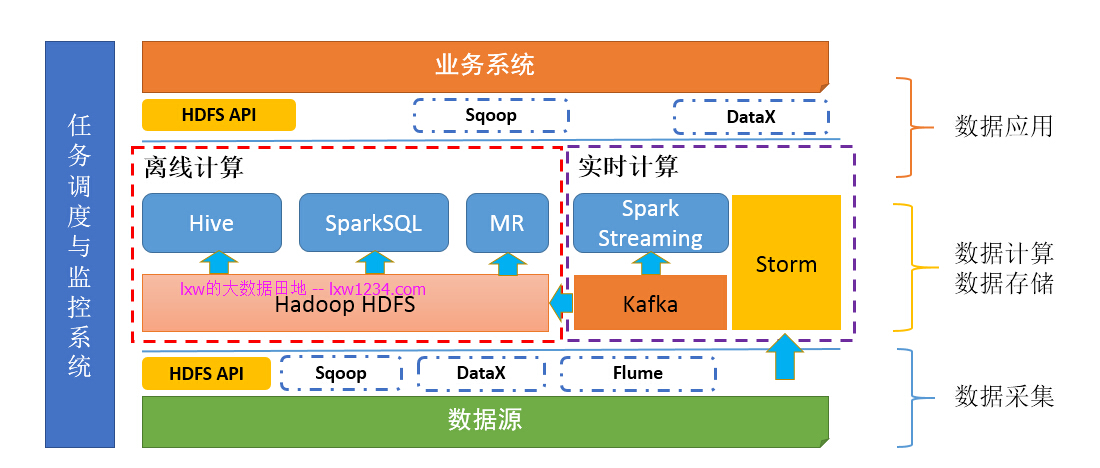 任务调度与监控系统
业务系统
HDFS API
Sqoop
DataX
数据应用
离线计算
实时计算
Hive
SparkSQL
MR
Spark
Streaming
Storm
数据计算
数据存储
lxw的大数据田地 -- lxw1234.com
Hadoop HDFS
Kafka
HDFS API
Sqoop
DataX
Flume
数据采集
数据源